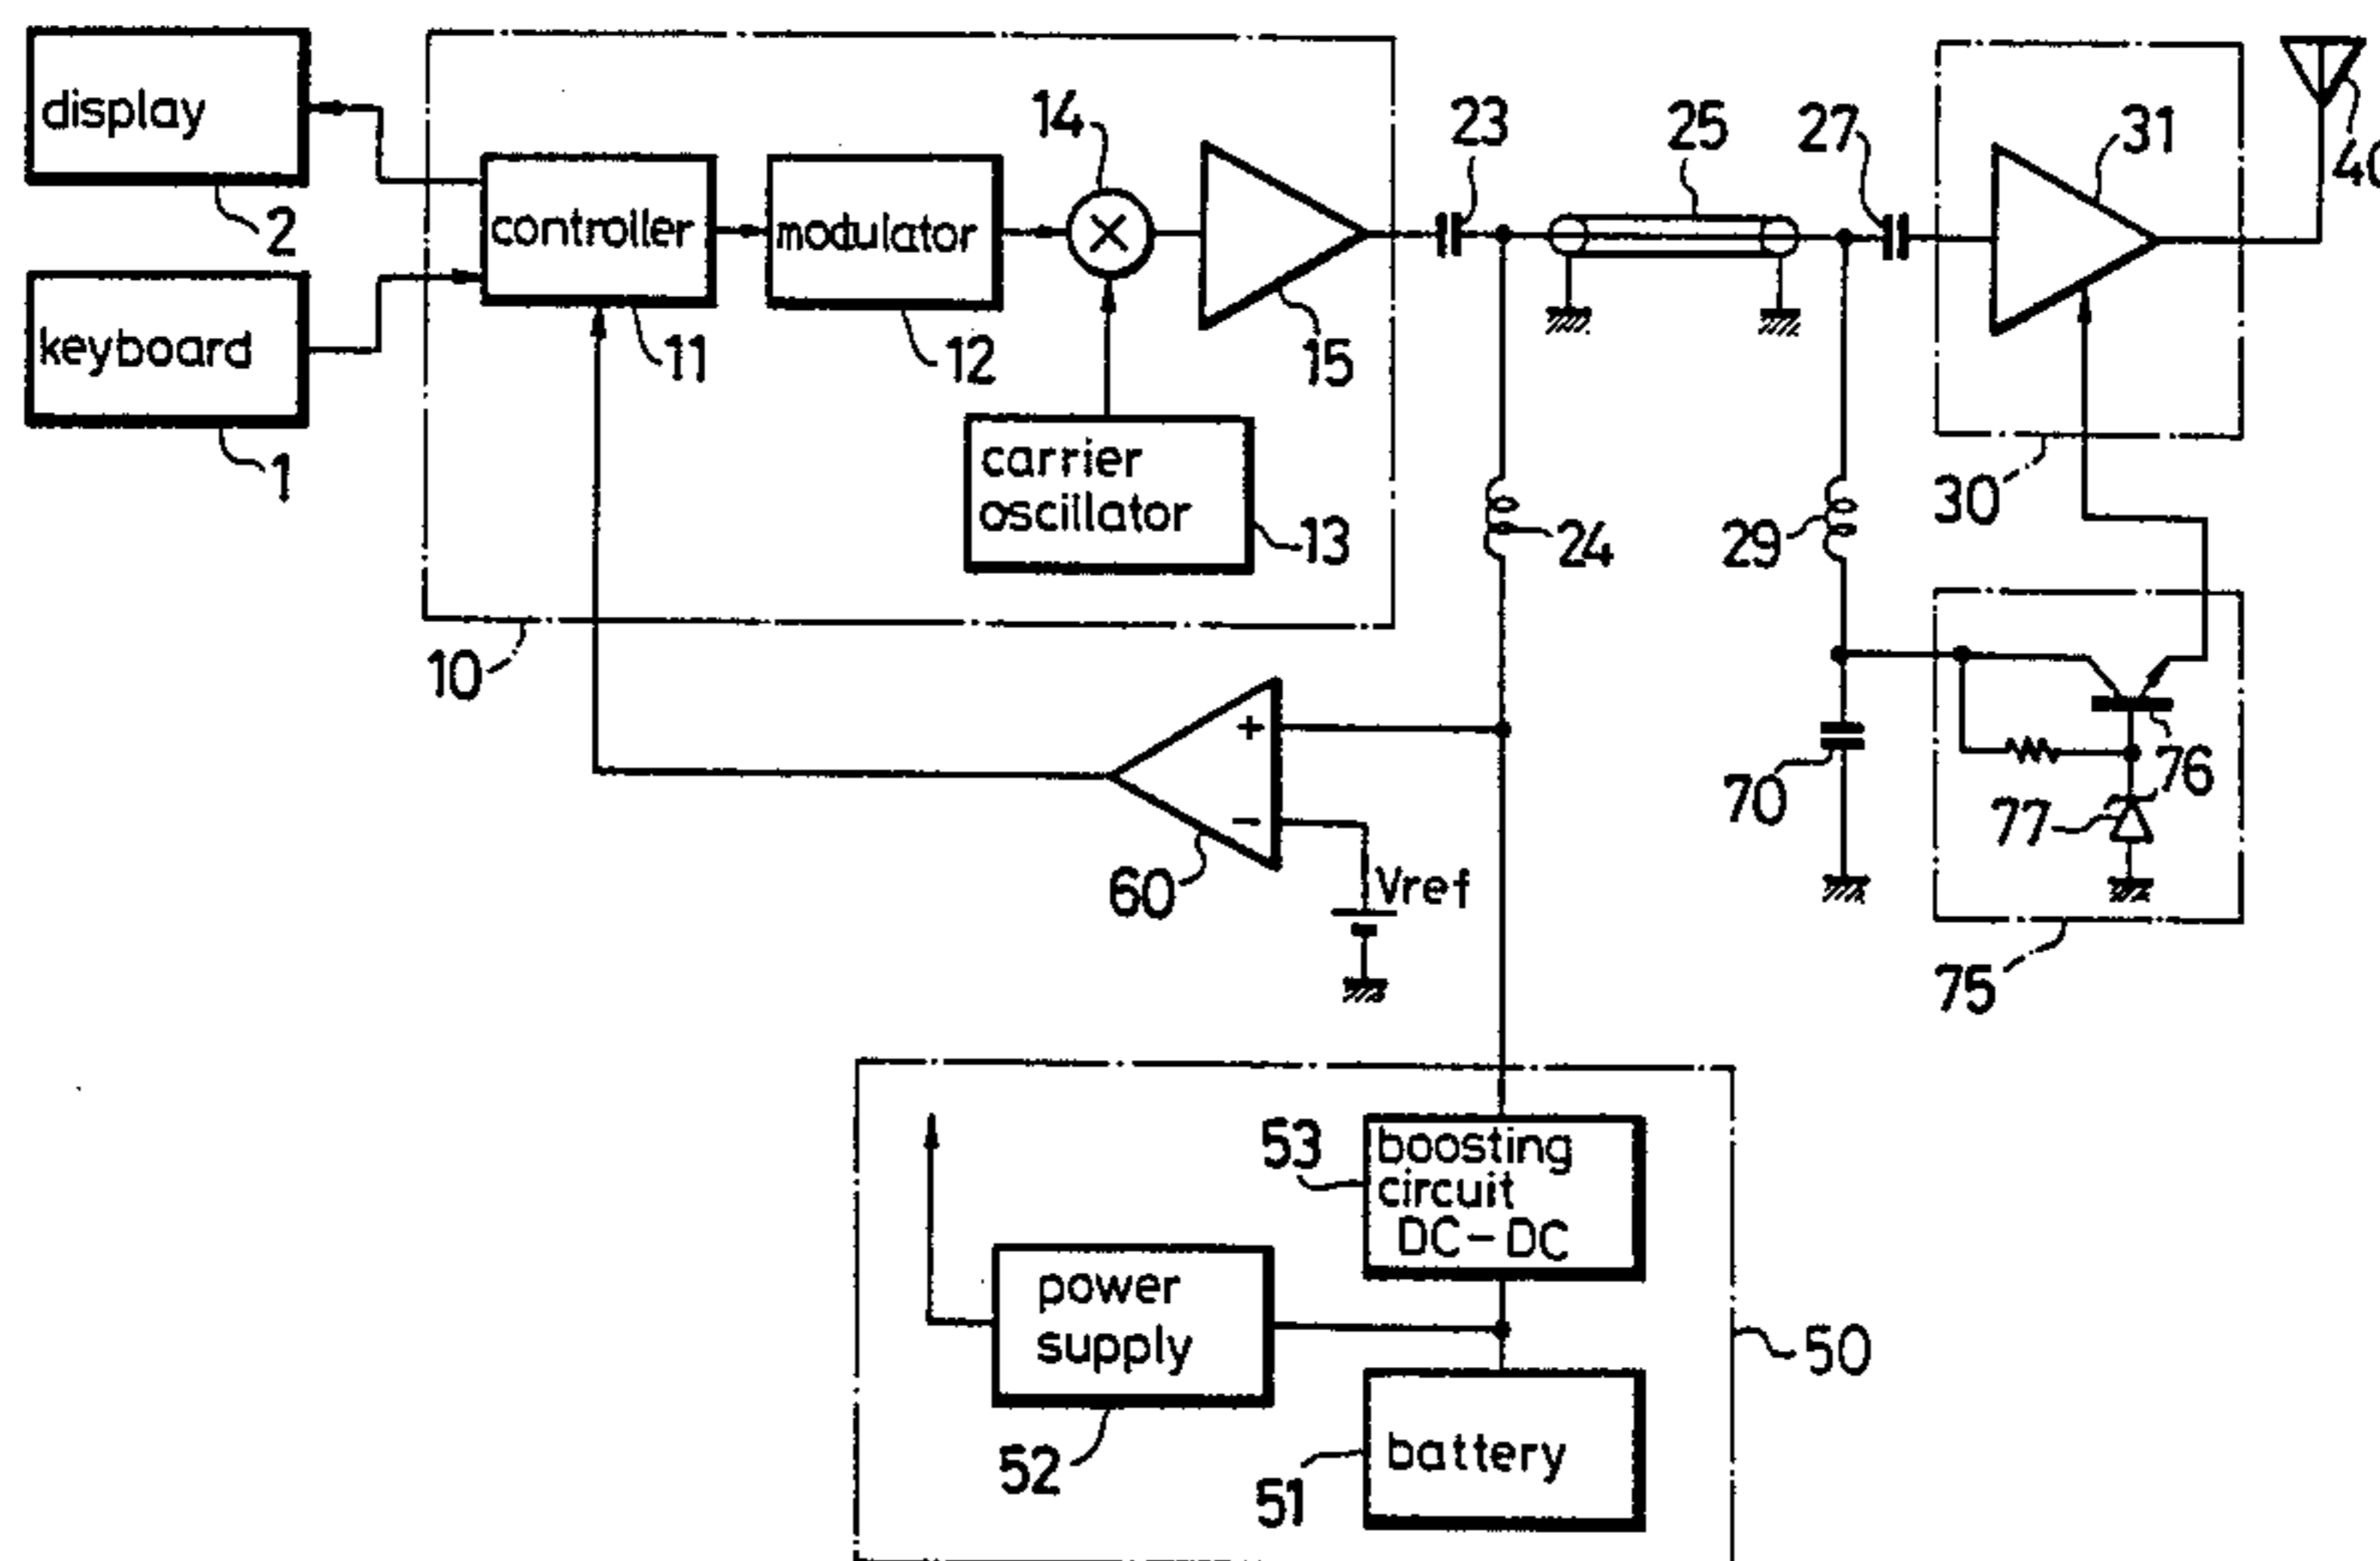 display
2
keyboard
1
controller
11
modulator
12
14
15
carrier
oscillator
13
10
23
25
27
31
40
30
24
29
+
−
60
Vref
70
76
77
75
53
boosting
circuit
DC-DC
power
supply
52
battery
51
50